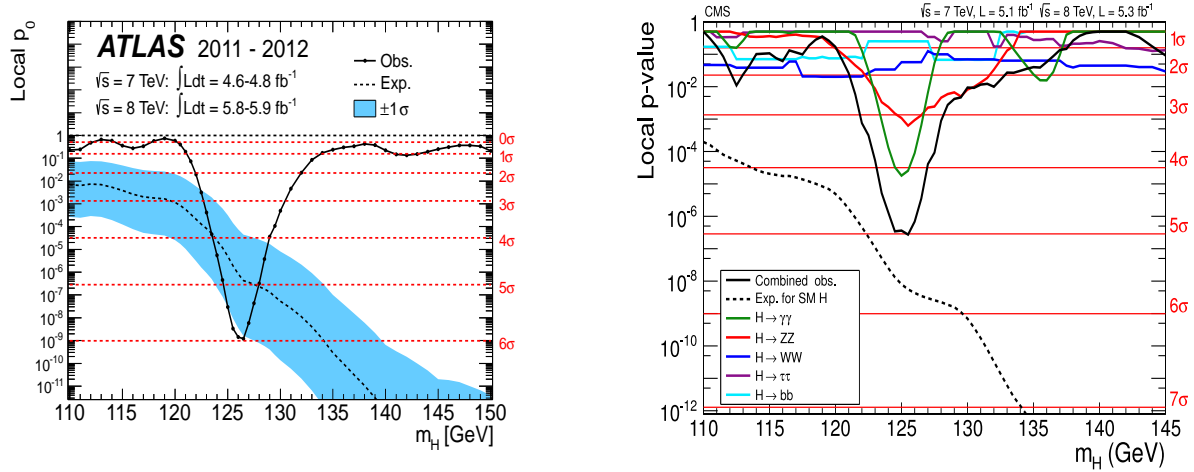 ATLAS 2011 - 2012
√s = 7 TeV: ∫Ldt = 4.6-4.8 fb⁻¹
√s = 8 TeV: ∫Ldt = 5.8-5.9 fb⁻¹
Obs.
Exp.
±1σ
Local p₀
1
10⁻¹
10⁻²
10⁻³
10⁻⁴
10⁻⁵
10⁻⁶
10⁻⁷
10⁻⁸
10⁻⁹
10⁻¹⁰
10⁻¹¹
0σ
1σ
2σ
3σ
4σ
5σ
6σ
110 115 120 125 130 135 140 145 150
m_H [GeV]
CMS √s = 7 TeV, L = 5.1 fb⁻¹ √s = 8 TeV, L = 5.3 fb⁻¹
Local p-value
1
10⁻²
10⁻⁴
10⁻⁶
10⁻⁸
10⁻¹⁰
10⁻¹²
1σ
2σ
3σ
4σ
5σ
6σ
7σ
Combined obs.
Exp. for SM H
H → γγ
H → ZZ
H → WW
H → ττ
H → bb
110 115 120 125 130 135 140 145
m_H (GeV)